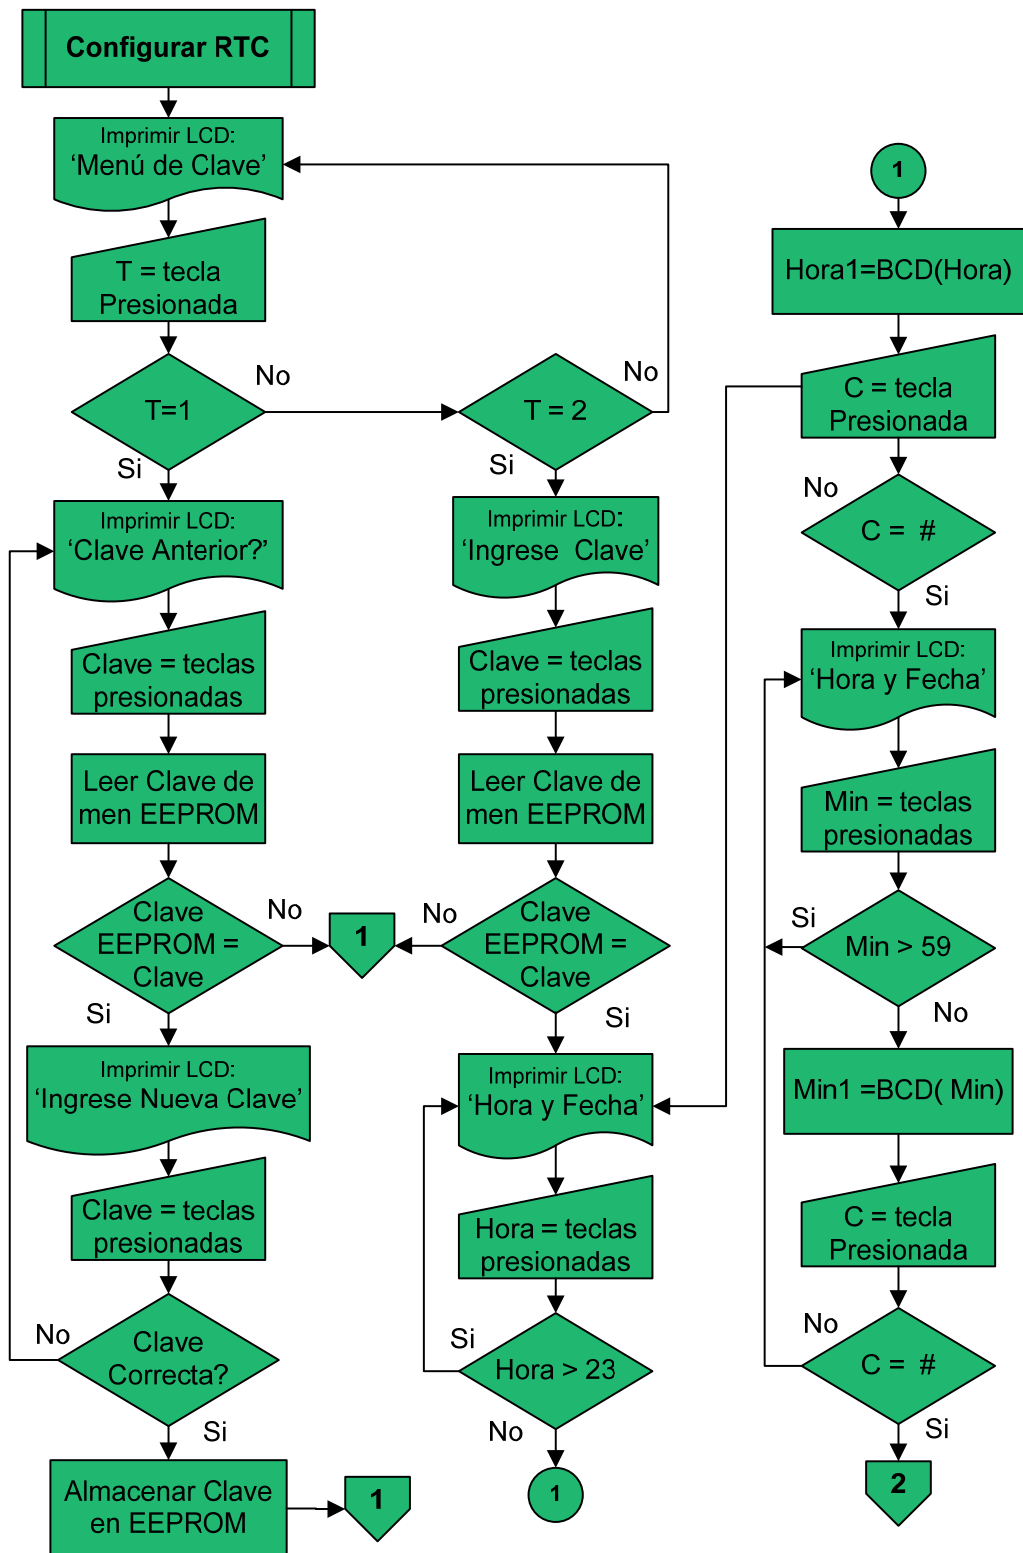 Configurar RTC
Imprimir LCD:
‘Menú de Clave’
T = tecla
Presionada
T=1
No
Si
Imprimir LCD:
‘Clave Anterior?’
Clave = teclas
presionadas
Leer Clave de
men EEPROM
Clave
EEPROM =
Clave
No
1
Si
Imprimir LCD:
‘Ingrese Nueva Clave’
Clave = teclas
presionadas
Clave
Correcta?
No
Si
Almacenar Clave
en EEPROM
1
T = 2
No
Si
Imprimir LCD:
‘Ingrese Clave’
Clave = teclas
presionadas
Leer Clave de
men EEPROM
Clave
EEPROM =
Clave
No
Si
Imprimir LCD:
‘Hora y Fecha’
Hora = teclas
presionadas
Hora > 23
Si
No
1
1
Hora1=BCD(Hora)
C = tecla
Presionada
C = #
No
Si
Imprimir LCD:
‘Hora y Fecha’
Min = teclas
presionadas
Min > 59
Si
No
Min1 =BCD( Min)
C = tecla
Presionada
C = #
No
Si
2